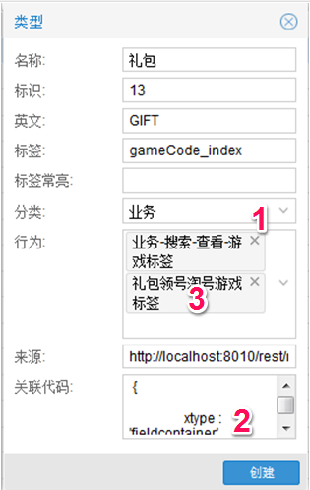 类型
名称: 礼包
标识: 13
英文: GIFT
标签: gameCode_index
标签常亮:
分类: 业务
1
行为: 业务-搜索-查看-游
戏标签
礼包领号淘号游戏
标签
3
来源: http://localhost:8010/rest/r
关联代码: {
xtype :
'fieldcontainer'
2
创建